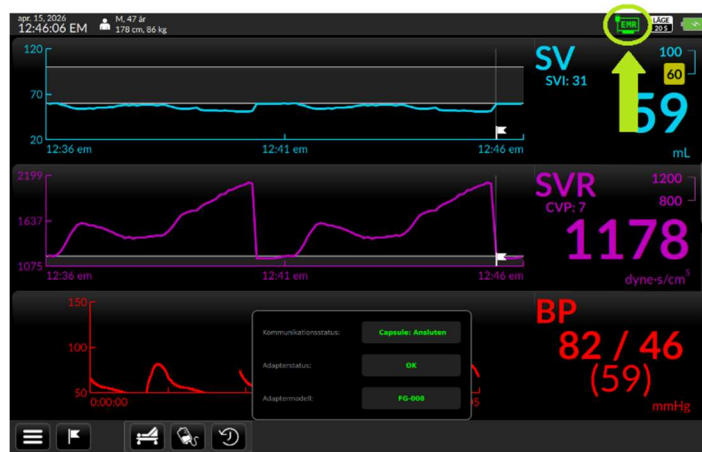 apr. 15, 2026
12:46:06 EM
M, 47 år
178 cm, 86 kg
EMR
LÄGE
20 S
120
70
20
12:36 em
12:41 em
12:46 em
SV
SVI: 31
100
60
59
mL
2199
1637
1075
12:36 em
12:41 em
12:46 em
SVR
CVP: 7
1200
800
1178
dyne·s/cm⁵
150
100
50
0:00:00
Kommunikationsstatus:
Capsule: Ansluten
Adapterstatus:
OK
Adaptermodell:
FG-008
BP
82 / 46
(59)
mmHg